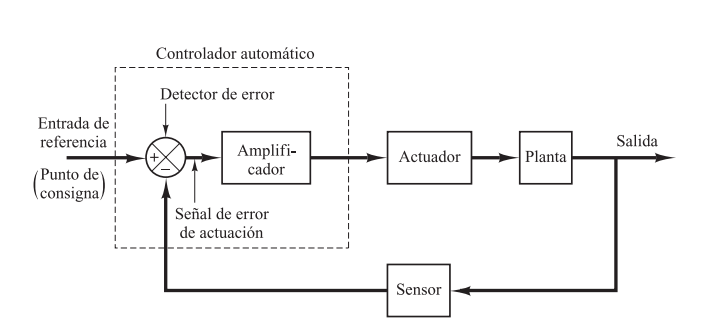 Controlador automático
Detector de error
Entrada de
referencia
(Punto de
consigna)
+
−
Amplifi-
cador
Señal de error
de actuación
Actuador
Planta
Salida
Sensor